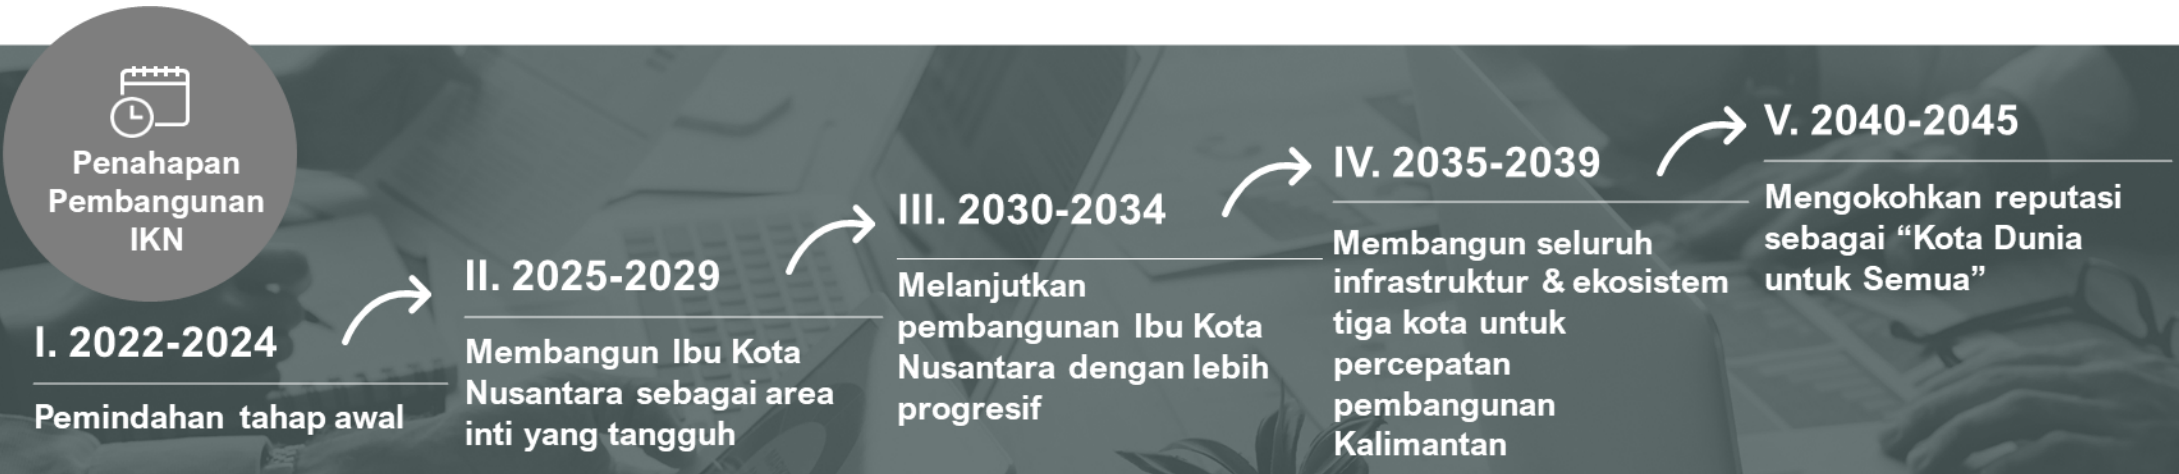 Penahapan
Pembangunan
IKN
I. 2022-2024
Pemindahan tahap awal
II. 2025-2029
Membangun Ibu Kota
Nusantara sebagai area
inti yang tangguh
III. 2030-2034
Melanjutkan
pembangunan Ibu Kota
Nusantara dengan lebih
progresif
IV. 2035-2039
Membangun seluruh
infrastruktur & ekosistem
tiga kota untuk
percepatan
pembangunan
Kalimantan
V. 2040-2045
Mengokohkan reputasi
sebagai “Kota Dunia
untuk Semua”